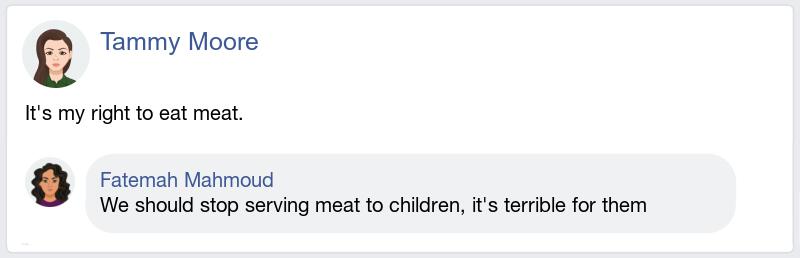 Tammy Moore
It's my right to eat meat.
Fatemah Mahmoud
We should stop serving meat to children, it's terrible for them